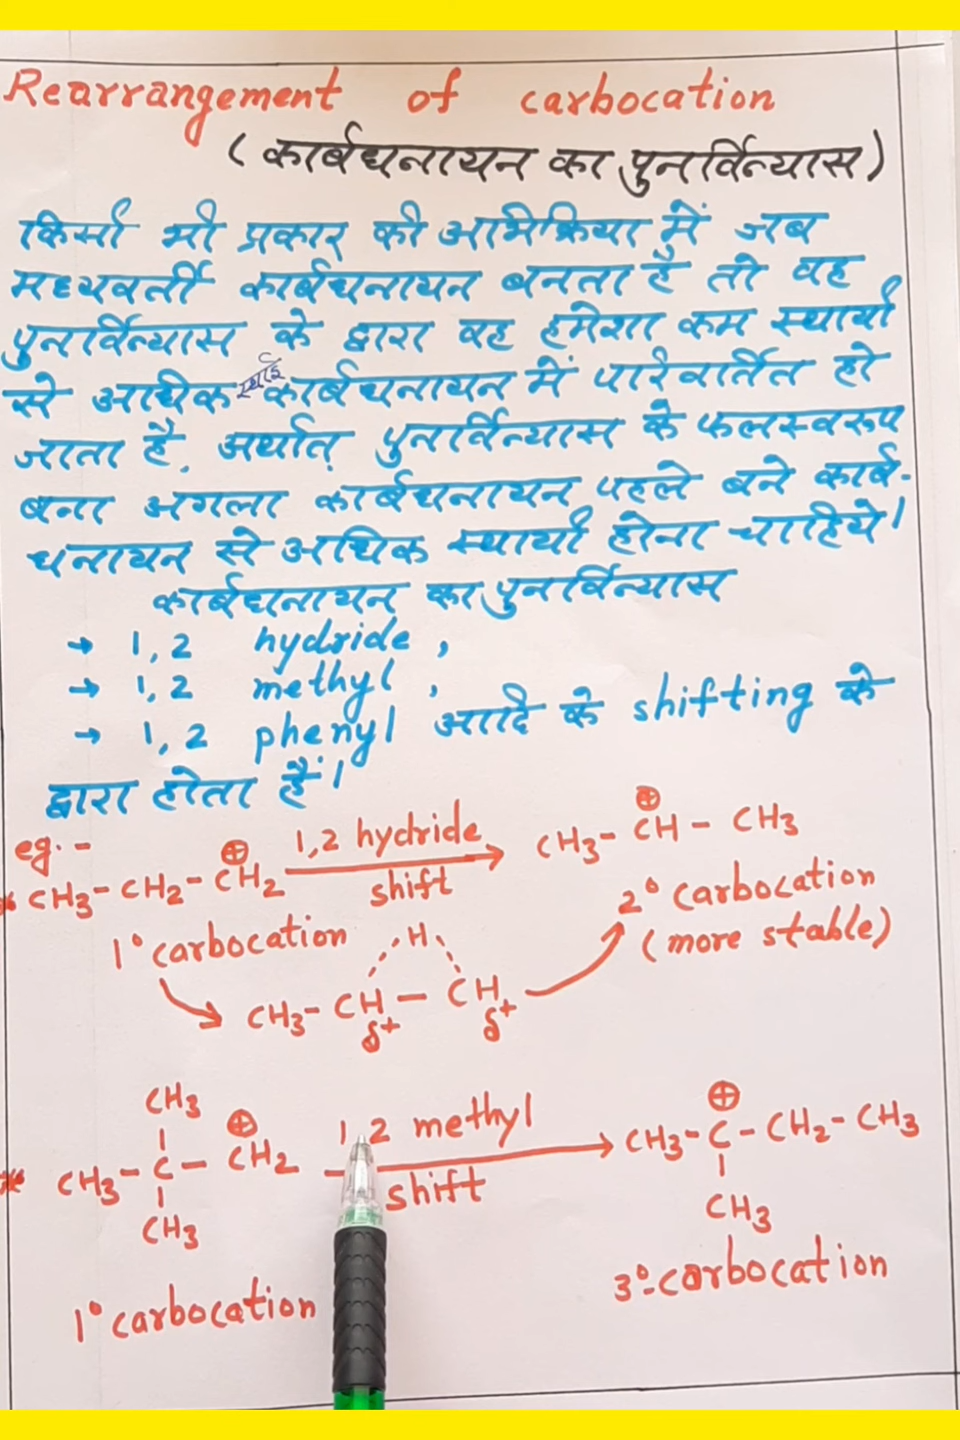 Rearrangement of carbocation
(कार्बधनायन का पुनर्विन्यास)
किसी भी प्रकार की अभिक्रिया में जब
मध्यवर्ती कार्बधनायन बनता है तो वह
पुनर्विन्यास के द्वारा वह हमेशा कम स्थायी
से अधिक स्थाई कार्बधनायन में परिवर्तित हो
जाता है. अर्थात् पुनर्विन्यास के फलस्वरूप
बना अगला कार्बधनायन पहले बने कार्ब-
धनायन से अधिक स्थायी होना चाहिये।
कार्बधनायन का पुनर्विन्यास
→ 1,2 hydride,
→ 1,2 methyl,
→ 1,2 phenyl आदि के shifting के
द्वारा होता है।
eg.-
* CH3-CH2-CH2 ⊕ 1,2 hydride shift → CH3-CH-CH3 ⊕
1° carbocation
2° carbocation
(more stable)
H
CH3-CH-CH
δ+ δ+
CH3
* CH3-C-CH2 ⊕ 1,2 methyl shift → CH3-C-CH2-CH3 ⊕
CH3 CH3
1° carbocation 3°-carbocation